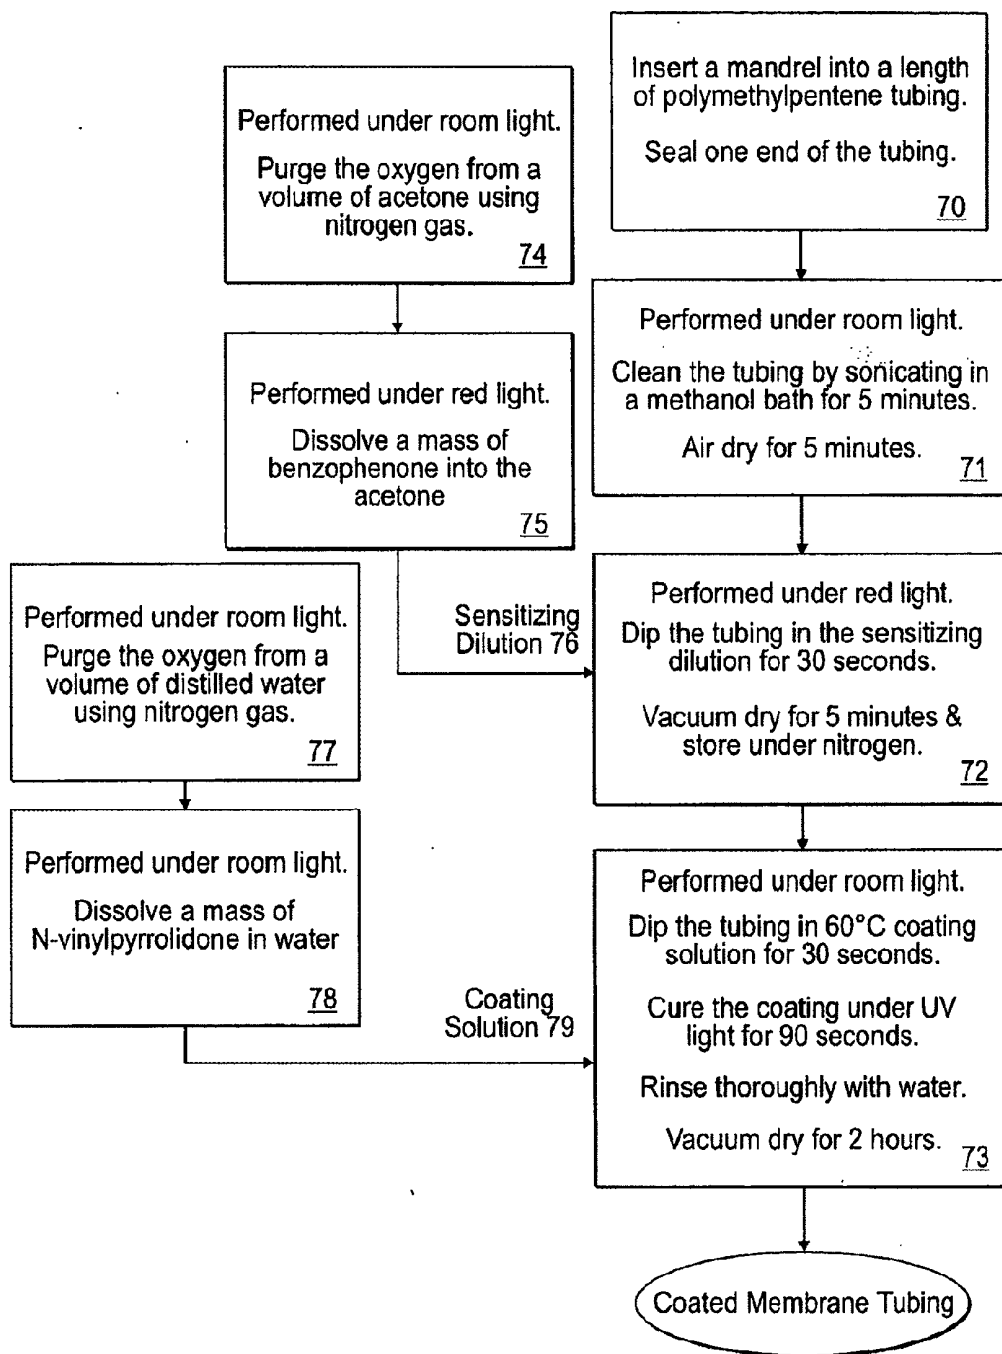 Insert a mandrel into a length
of polymethylpentene tubing.
Seal one end of the tubing.
70
Performed under room light.
Purge the oxygen from a
volume of acetone using
nitrogen gas.
74
Performed under room light.
Clean the tubing by sonicating in
a methanol bath for 5 minutes.
Air dry for 5 minutes.
71
Performed under red light.
Dissolve a mass of
benzophenone into the
acetone
75
Sensitizing
Dilution 76
Performed under red light.
Dip the tubing in the sensitizing
dilution for 30 seconds.
Vacuum dry for 5 minutes &
store under nitrogen.
72
Performed under room light.
Purge the oxygen from a
volume of distilled water
using nitrogen gas.
77
Performed under room light.
Dissolve a mass of
N-vinylpyrrolidone in water
78
Coating
Solution 79
Performed under room light.
Dip the tubing in 60°C coating
solution for 30 seconds.
Cure the coating under UV
light for 90 seconds.
Rinse thoroughly with water.
Vacuum dry for 2 hours.
73
Coated Membrane Tubing